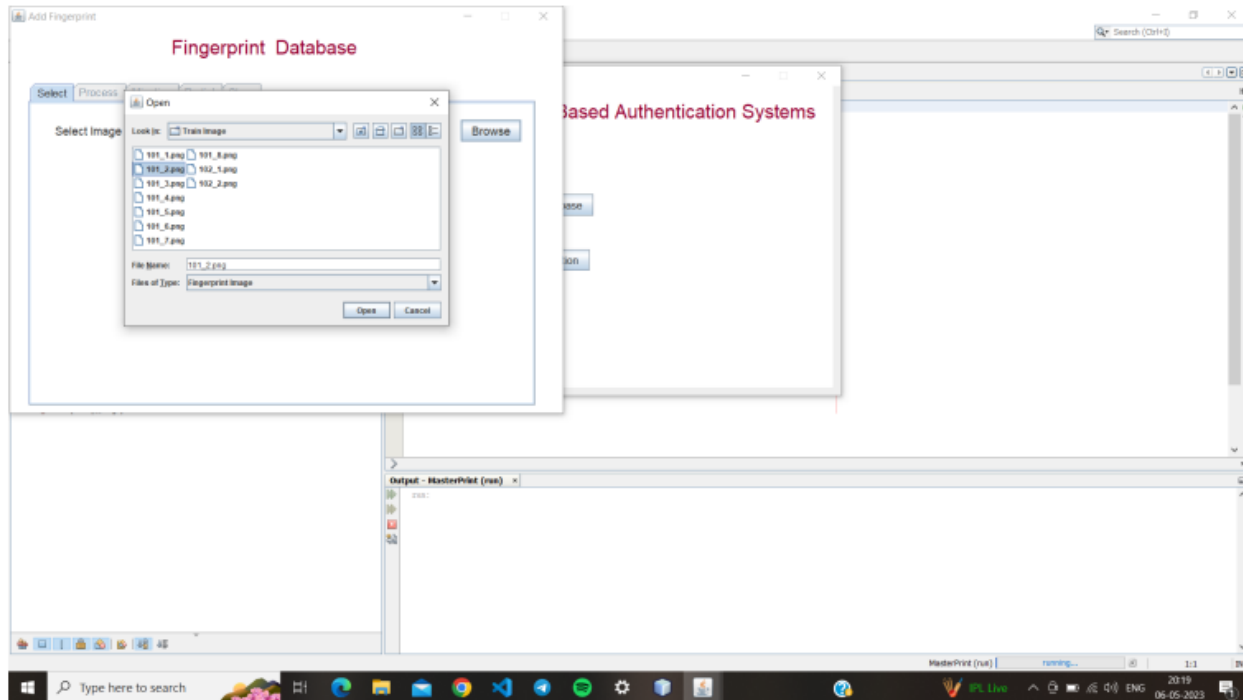 Add Fingerprint
Search (Ctrl+I)
Fingerprint Database
Select
Process
Based Authentication Systems
Open
Select Image
Look In:
Train Image
Browse
101_1.png
101_8.png
101_2.png
102_1.png
101_3.png
102_2.png
101_4.png
101_5.png
101_6.png
101_7.png
File Name:
101_2.png
Files of Type:
Fingerprint Image
Open
Cancel
Output - MasterPrint (run)
run:
MasterPrint (run)
running...
1:1
Type here to search
IPL Live
ENG
20:19
06-05-2023